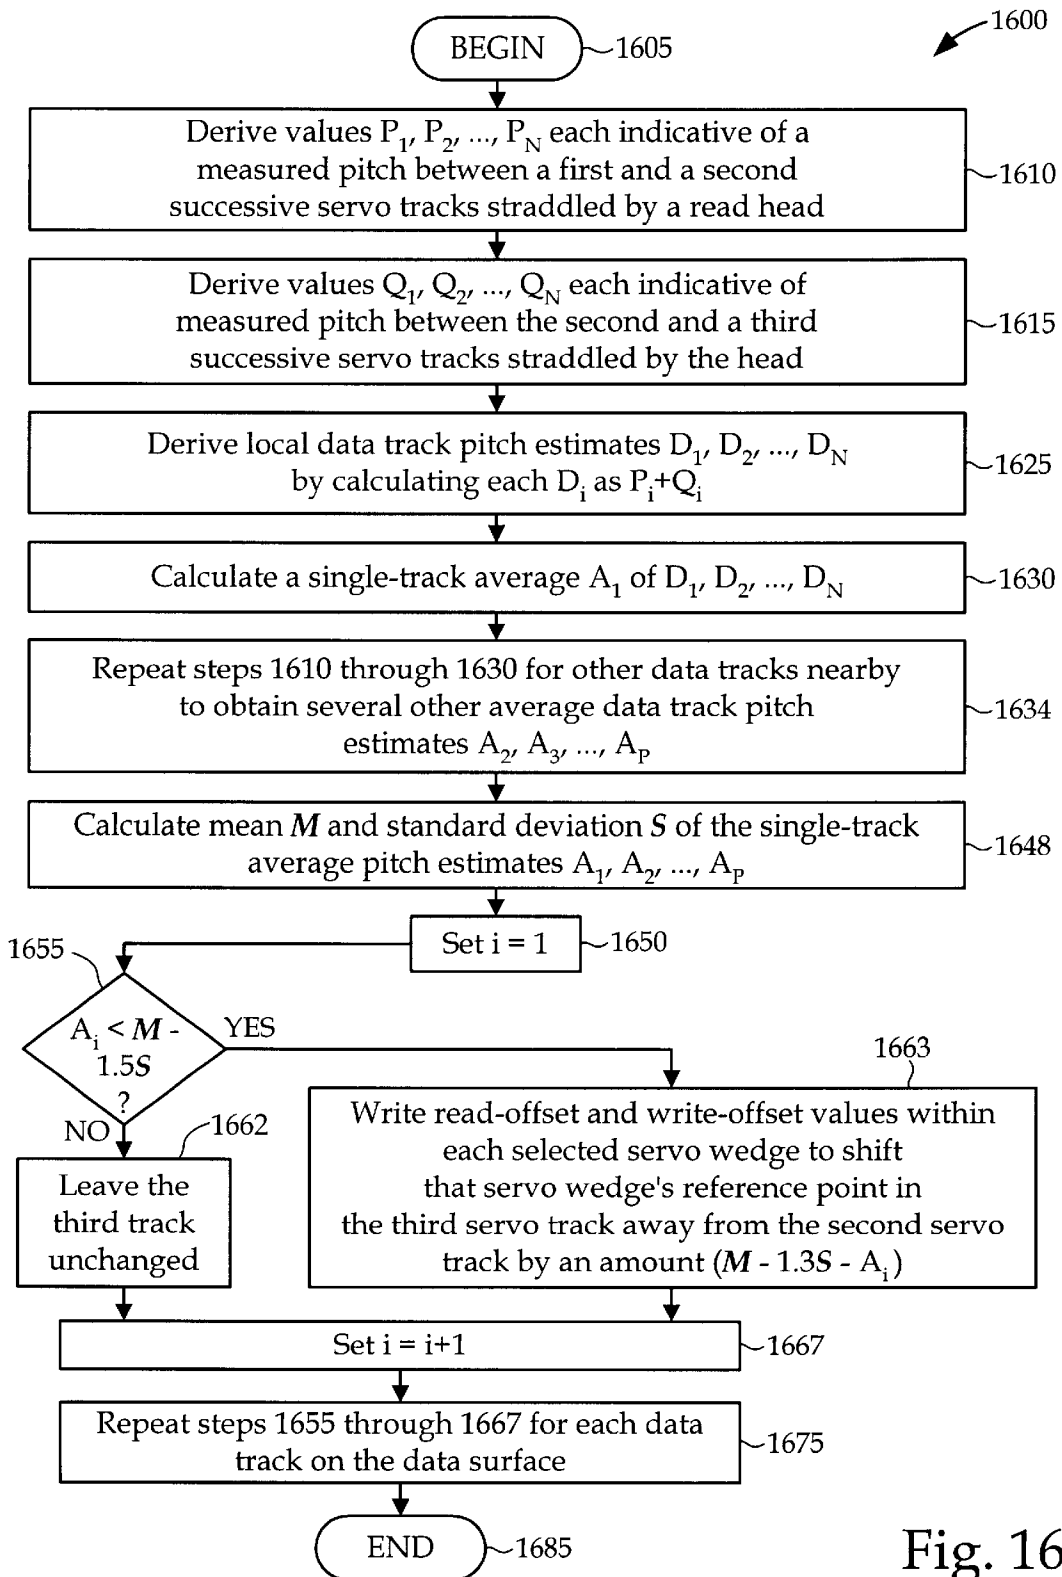 1600
BEGIN
1605
Derive values P₁, P₂, ..., P_N each indicative of a
measured pitch between a first and a second
successive servo tracks straddled by a read head
1610
Derive values Q₁, Q₂, ..., Q_N each indicative of
measured pitch between the second and a third
successive servo tracks straddled by the head
1615
Derive local data track pitch estimates D₁, D₂, ..., D_N
by calculating each Dᵢ as Pᵢ+Qᵢ
1625
Calculate a single-track average A₁ of D₁, D₂, ..., D_N
1630
Repeat steps 1610 through 1630 for other data tracks nearby
to obtain several other average data track pitch
estimates A₂, A₃, ..., A_P
1634
Calculate mean M and standard deviation S of the single-track
average pitch estimates A₁, A₂, ..., A_P
1648
Set i = 1
1650
1655
Aᵢ < M -
1.5S
?
YES
NO
1662
Leave the
third track
unchanged
1663
Write read-offset and write-offset values within
each selected servo wedge to shift
that servo wedge's reference point in
the third servo track away from the second servo
track by an amount (M - 1.3S - Aᵢ)
Set i = i+1
1667
Repeat steps 1655 through 1667 for each data
track on the data surface
1675
END
1685
Fig. 16